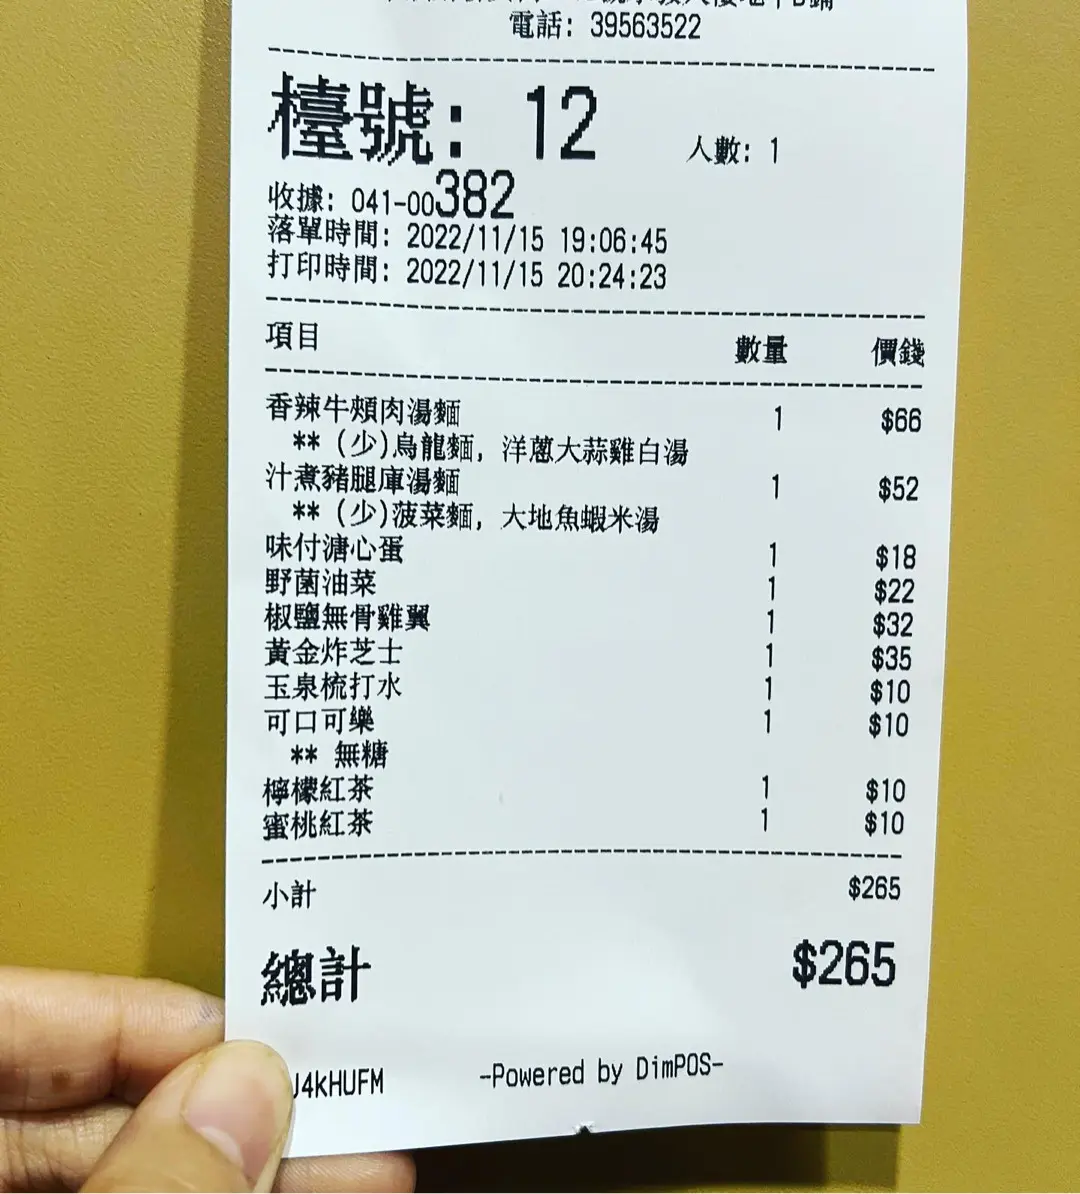 電話: 39563522
檯號: 12 人數: 1
收據: 041-00382
落單時間: 2022/11/15 19:06:45
打印時間: 2022/11/15 20:24:23
項目 數量 價錢
香辣牛頰肉湯麵 1 $66
** (少)烏龍麵, 洋蔥大蒜雞白湯
汁煮豬腿庫湯麵 1 $52
** (少)菠菜麵, 大地魚蝦米湯
味付溏心蛋 1 $18
野菌油菜 1 $22
椒鹽無骨雞翼 1 $32
黃金炸芝士 1 $35
玉泉梳打水 1 $10
可口可樂 1 $10
** 無糖
檸檬紅茶 1 $10
蜜桃紅茶 1 $10
小計 $265
總計 $265
J4kHUFM -Powered by DimPOS-